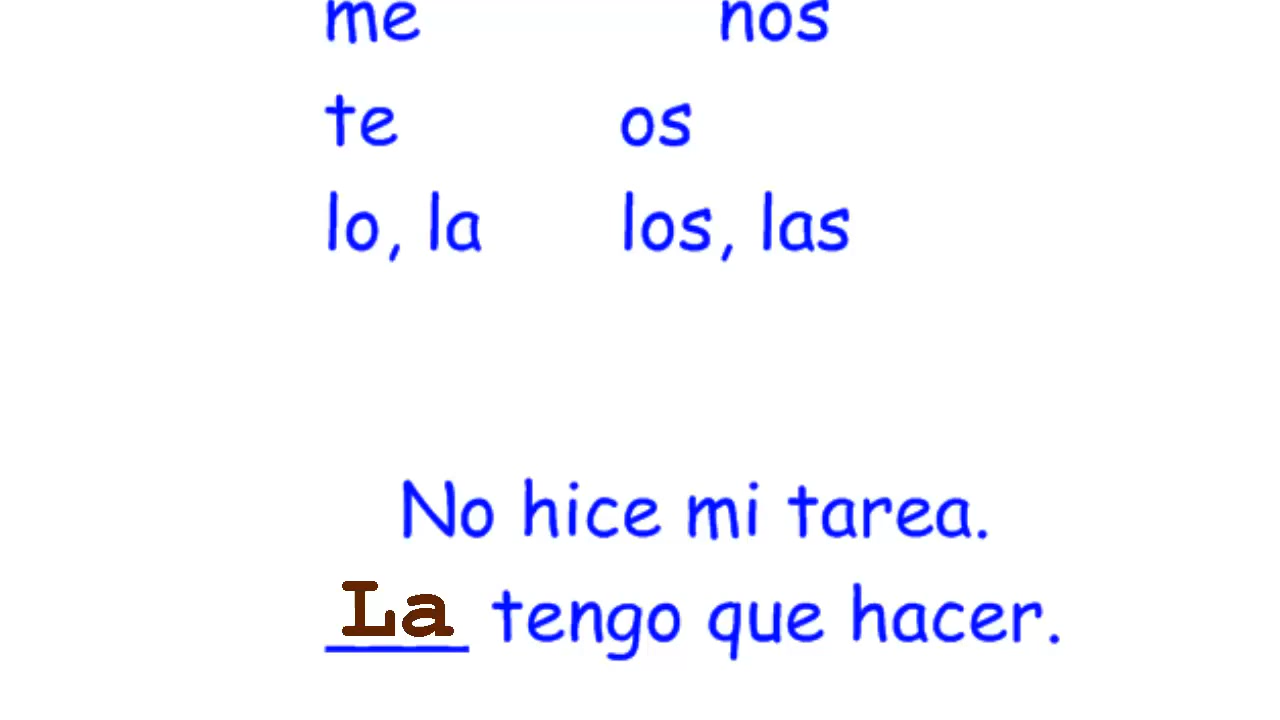 me nos
te os
lo, la los, las
No hice mi tarea.
La tengo que hacer.